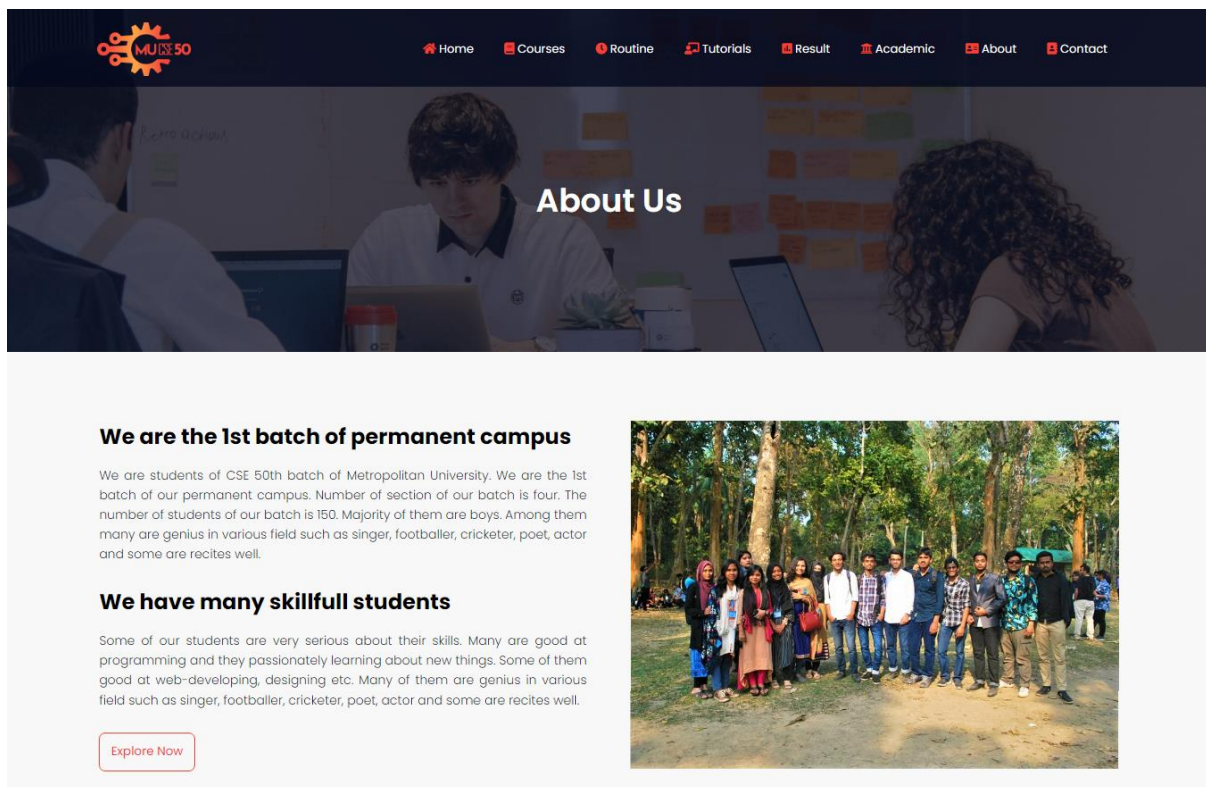 MU CSE 50
Home Courses Routine Tutorials Result Academic About Contact
About Us
We are the 1st batch of permanent campus
We are students of CSE 50th batch of Metropolitan University. We are the 1st
batch of our permanent campus. Number of section of our batch is four. The
number of students of our batch is 150. Majority of them are boys. Among them
many are genius in various field such as singer, footballer, cricketer, poet, actor
and some are recites well.
We have many skillfull students
Some of our students are very serious about their skills. Many are good at
programming and they passionately learning about new things. Some of them
good at web-developing, designing etc. Many of them are genius in various
field such as singer, footballer, cricketer, poet, actor and some are recites well.
Explore Now